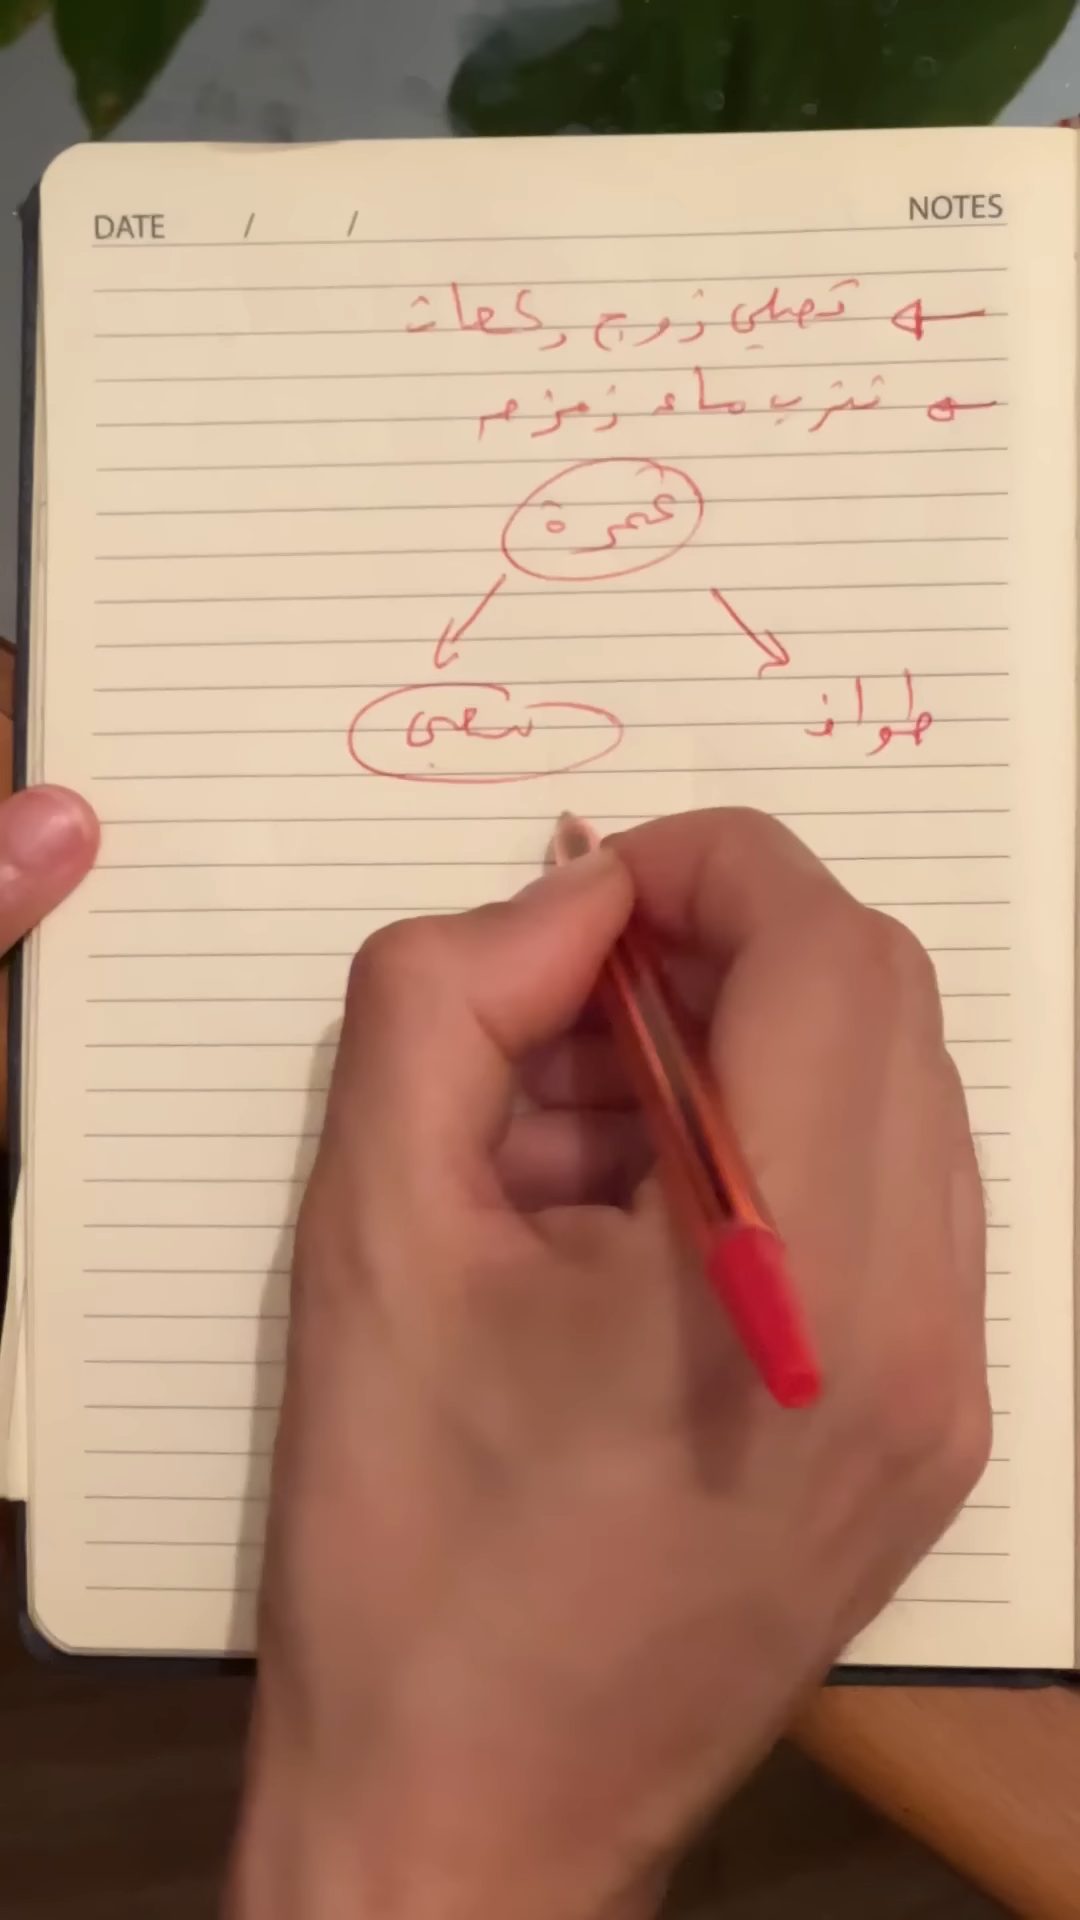 DATE / / NOTES
تصلي زوج ركعات
تشرب ماء زمزم
عمرة
طواف سعي